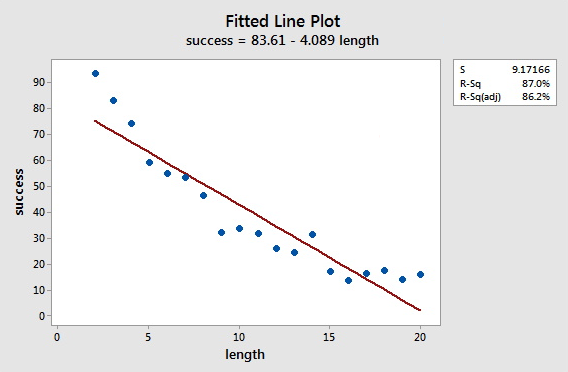 Fitted Line Plot
success = 83.61 - 4.089 length
S 9.17166
R-Sq 87.0%
R-Sq(adj) 86.2%
success
90
80
70
60
50
40
30
20
10
0
0 5 10 15 20
length